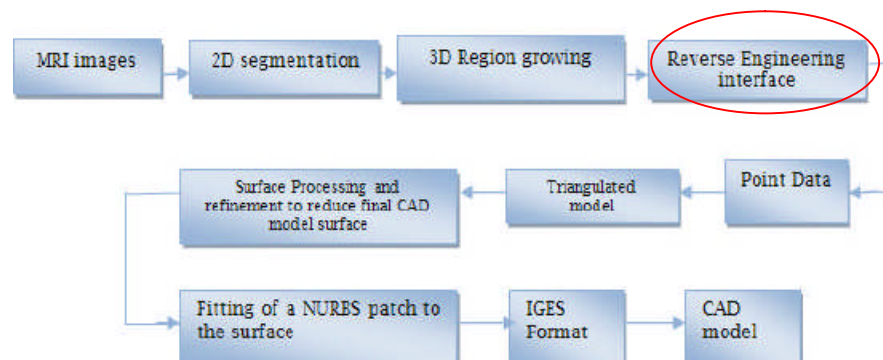 MRI images
2D segmentation
3D Region growing
Reverse Engineering
interface
Point Data
Triangulated
model
Surface Processing and
refinement to reduce final CAD
model surface
Fitting of a NURBS patch to
the surface
IGES
Format
CAD
model